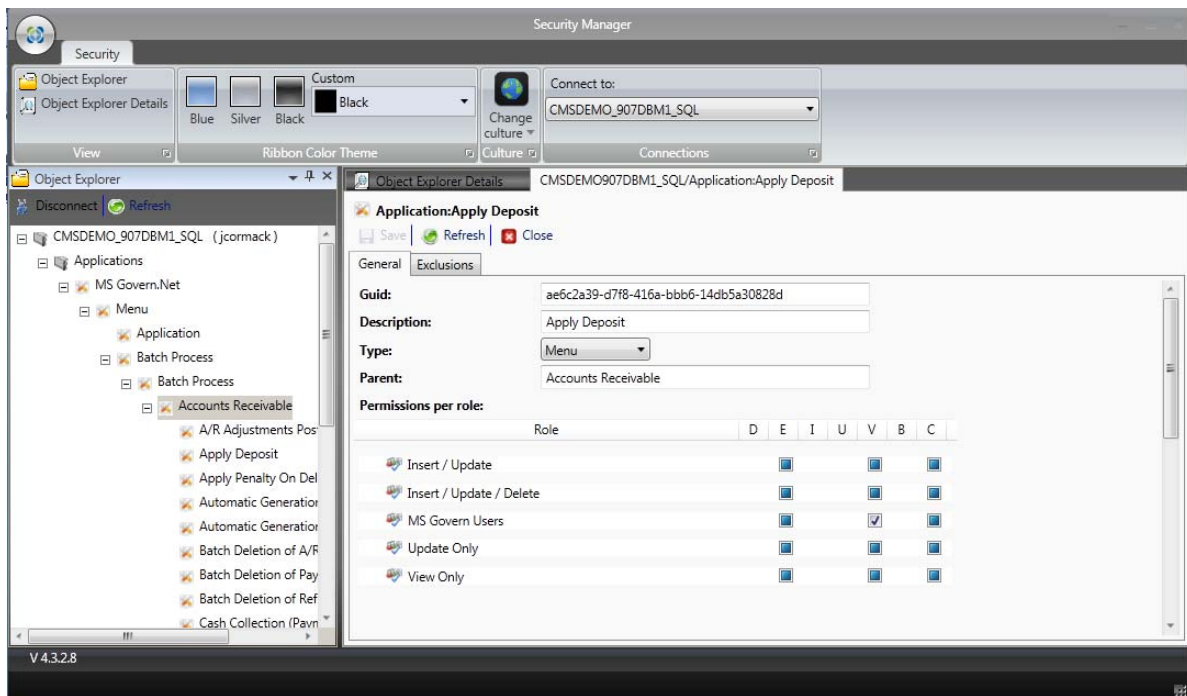 Security Manager
Security
Object Explorer
Object Explorer Details
View
Blue
Silver
Black
Custom
Black
Ribbon Color Theme
Change culture
Culture
Connect to:
CMSDEMO_907DBM1_SQL
Connections
Object Explorer
Disconnect
Refresh
CMSDEMO_907DBM1_SQL (jcormack)
Applications
MS Govern.Net
Menu
Application
Batch Process
Batch Process
Accounts Receivable
A/R Adjustments Pos
Apply Deposit
Apply Penalty On Del
Automatic Generation
Automatic Generation
Batch Deletion of A/R
Batch Deletion of Pay
Batch Deletion of Ref
Cash Collection (Paym
Object Explorer Details
CMSDEMO907DBM1_SQL/Application:Apply Deposit
Application:Apply Deposit
Save Refresh Close
General Exclusions
Guid: ae6c2a39-d7f8-416a-bbb6-14db5a30828d
Description: Apply Deposit
Type: Menu
Parent: Accounts Receivable
Permissions per role:
Role D E I U V B C
Insert / Update
Insert / Update / Delete
MS Govern Users
Update Only
View Only
V 4.3.2.8